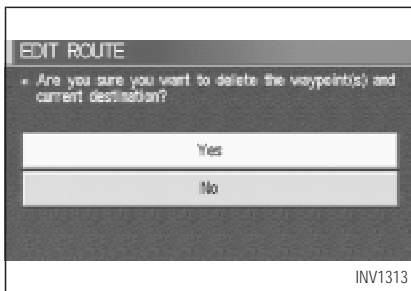 EDIT ROUTE
Are you sure you want to delete the waypoint(s) and
current destination?
Yes
No
INV1313